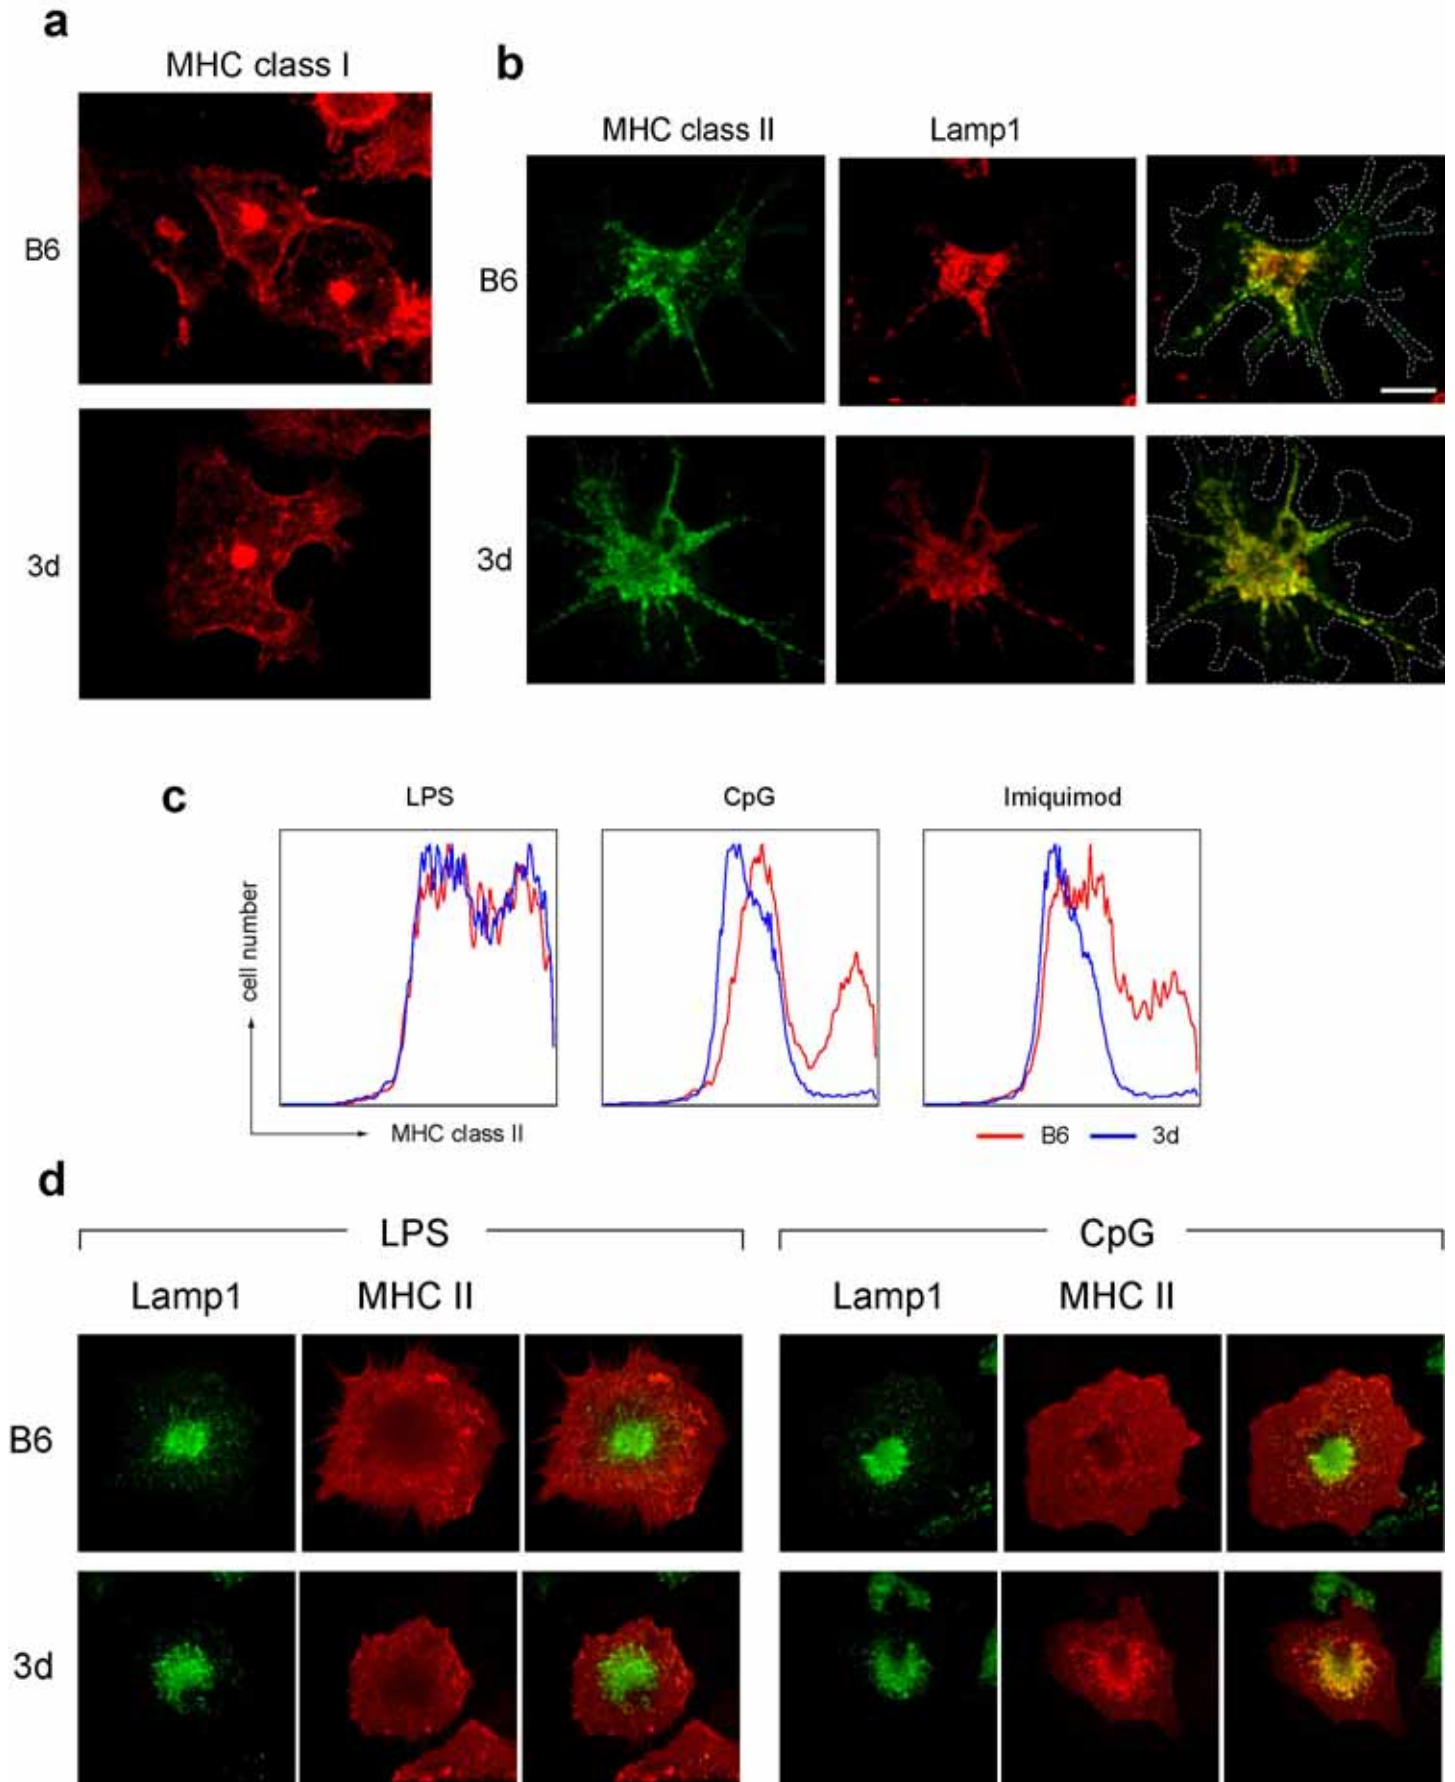 a
MHC class I
B6
3d
b
MHC class II Lamp1
B6
3d
c
LPS CpG Imiquimod
cell number
MHC class II
B6 3d
d
LPS CpG
Lamp1 MHC II Lamp1 MHC II
B6
3d